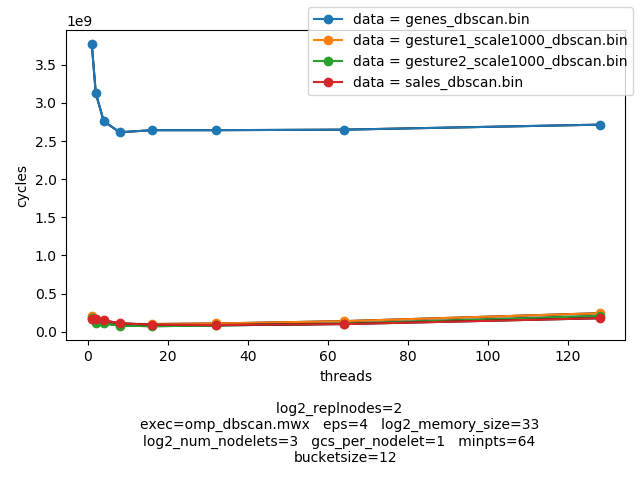 1e9
data = genes_dbscan.bin
data = gesture1_scale1000_dbscan.bin
data = gesture2_scale1000_dbscan.bin
data = sales_dbscan.bin
3.5
3.0
2.5
2.0
1.5
1.0
0.5
0.0
cycles
0 20 40 60 80 100 120
threads
log2_replnodes=2
exec=omp_dbscan.mwx eps=4 log2_memory_size=33
log2_num_nodelets=3 gcs_per_nodelet=1 minpts=64
bucketsize=12